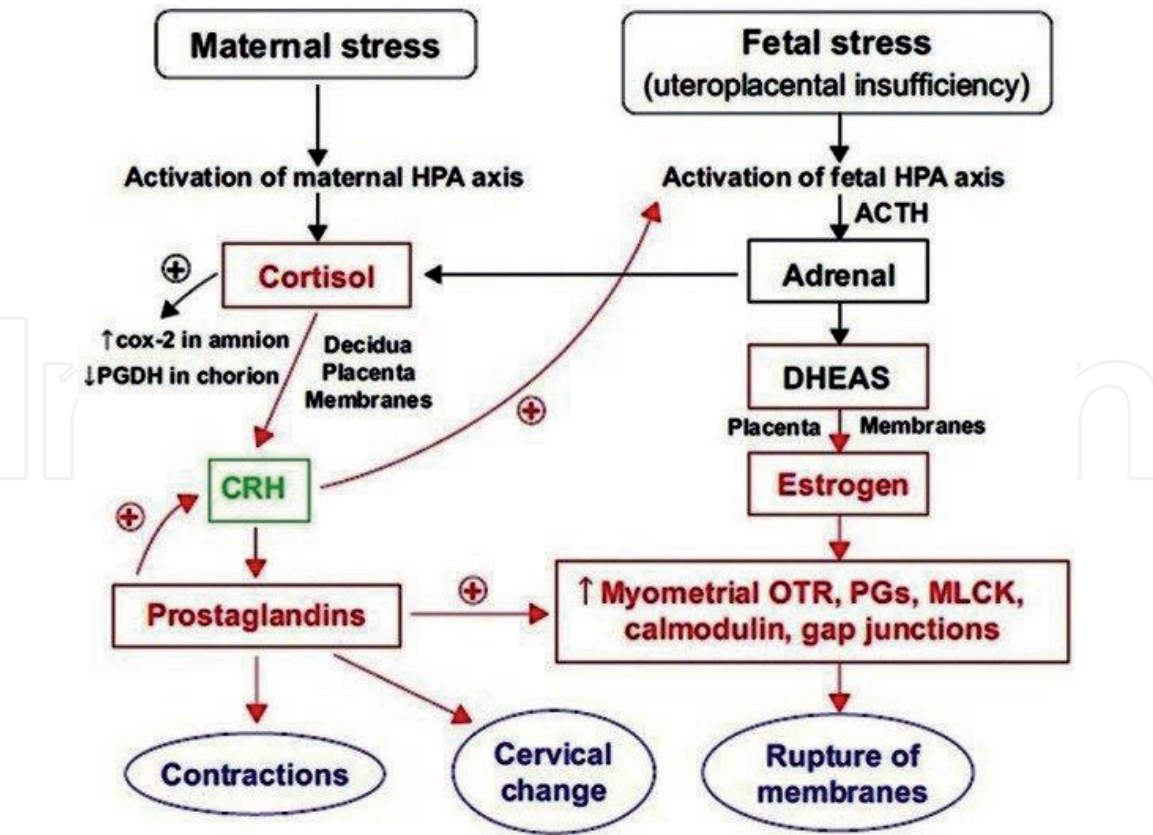 Maternal stress
Fetal stress
(uteroplacental insufficiency)
Activation of maternal HPA axis
Activation of fetal HPA axis
ACTH
Cortisol
Adrenal
↑cox-2 in amnion
↓PGDH in chorion
Decidua
Placenta
Membranes
DHEAS
Placenta
Membranes
CRH
Estrogen
Prostaglandins
↑Myometrial OTR, PGs, MLCK,
calmodulin, gap junctions
Contractions
Cervical
change
Rupture of
membranes